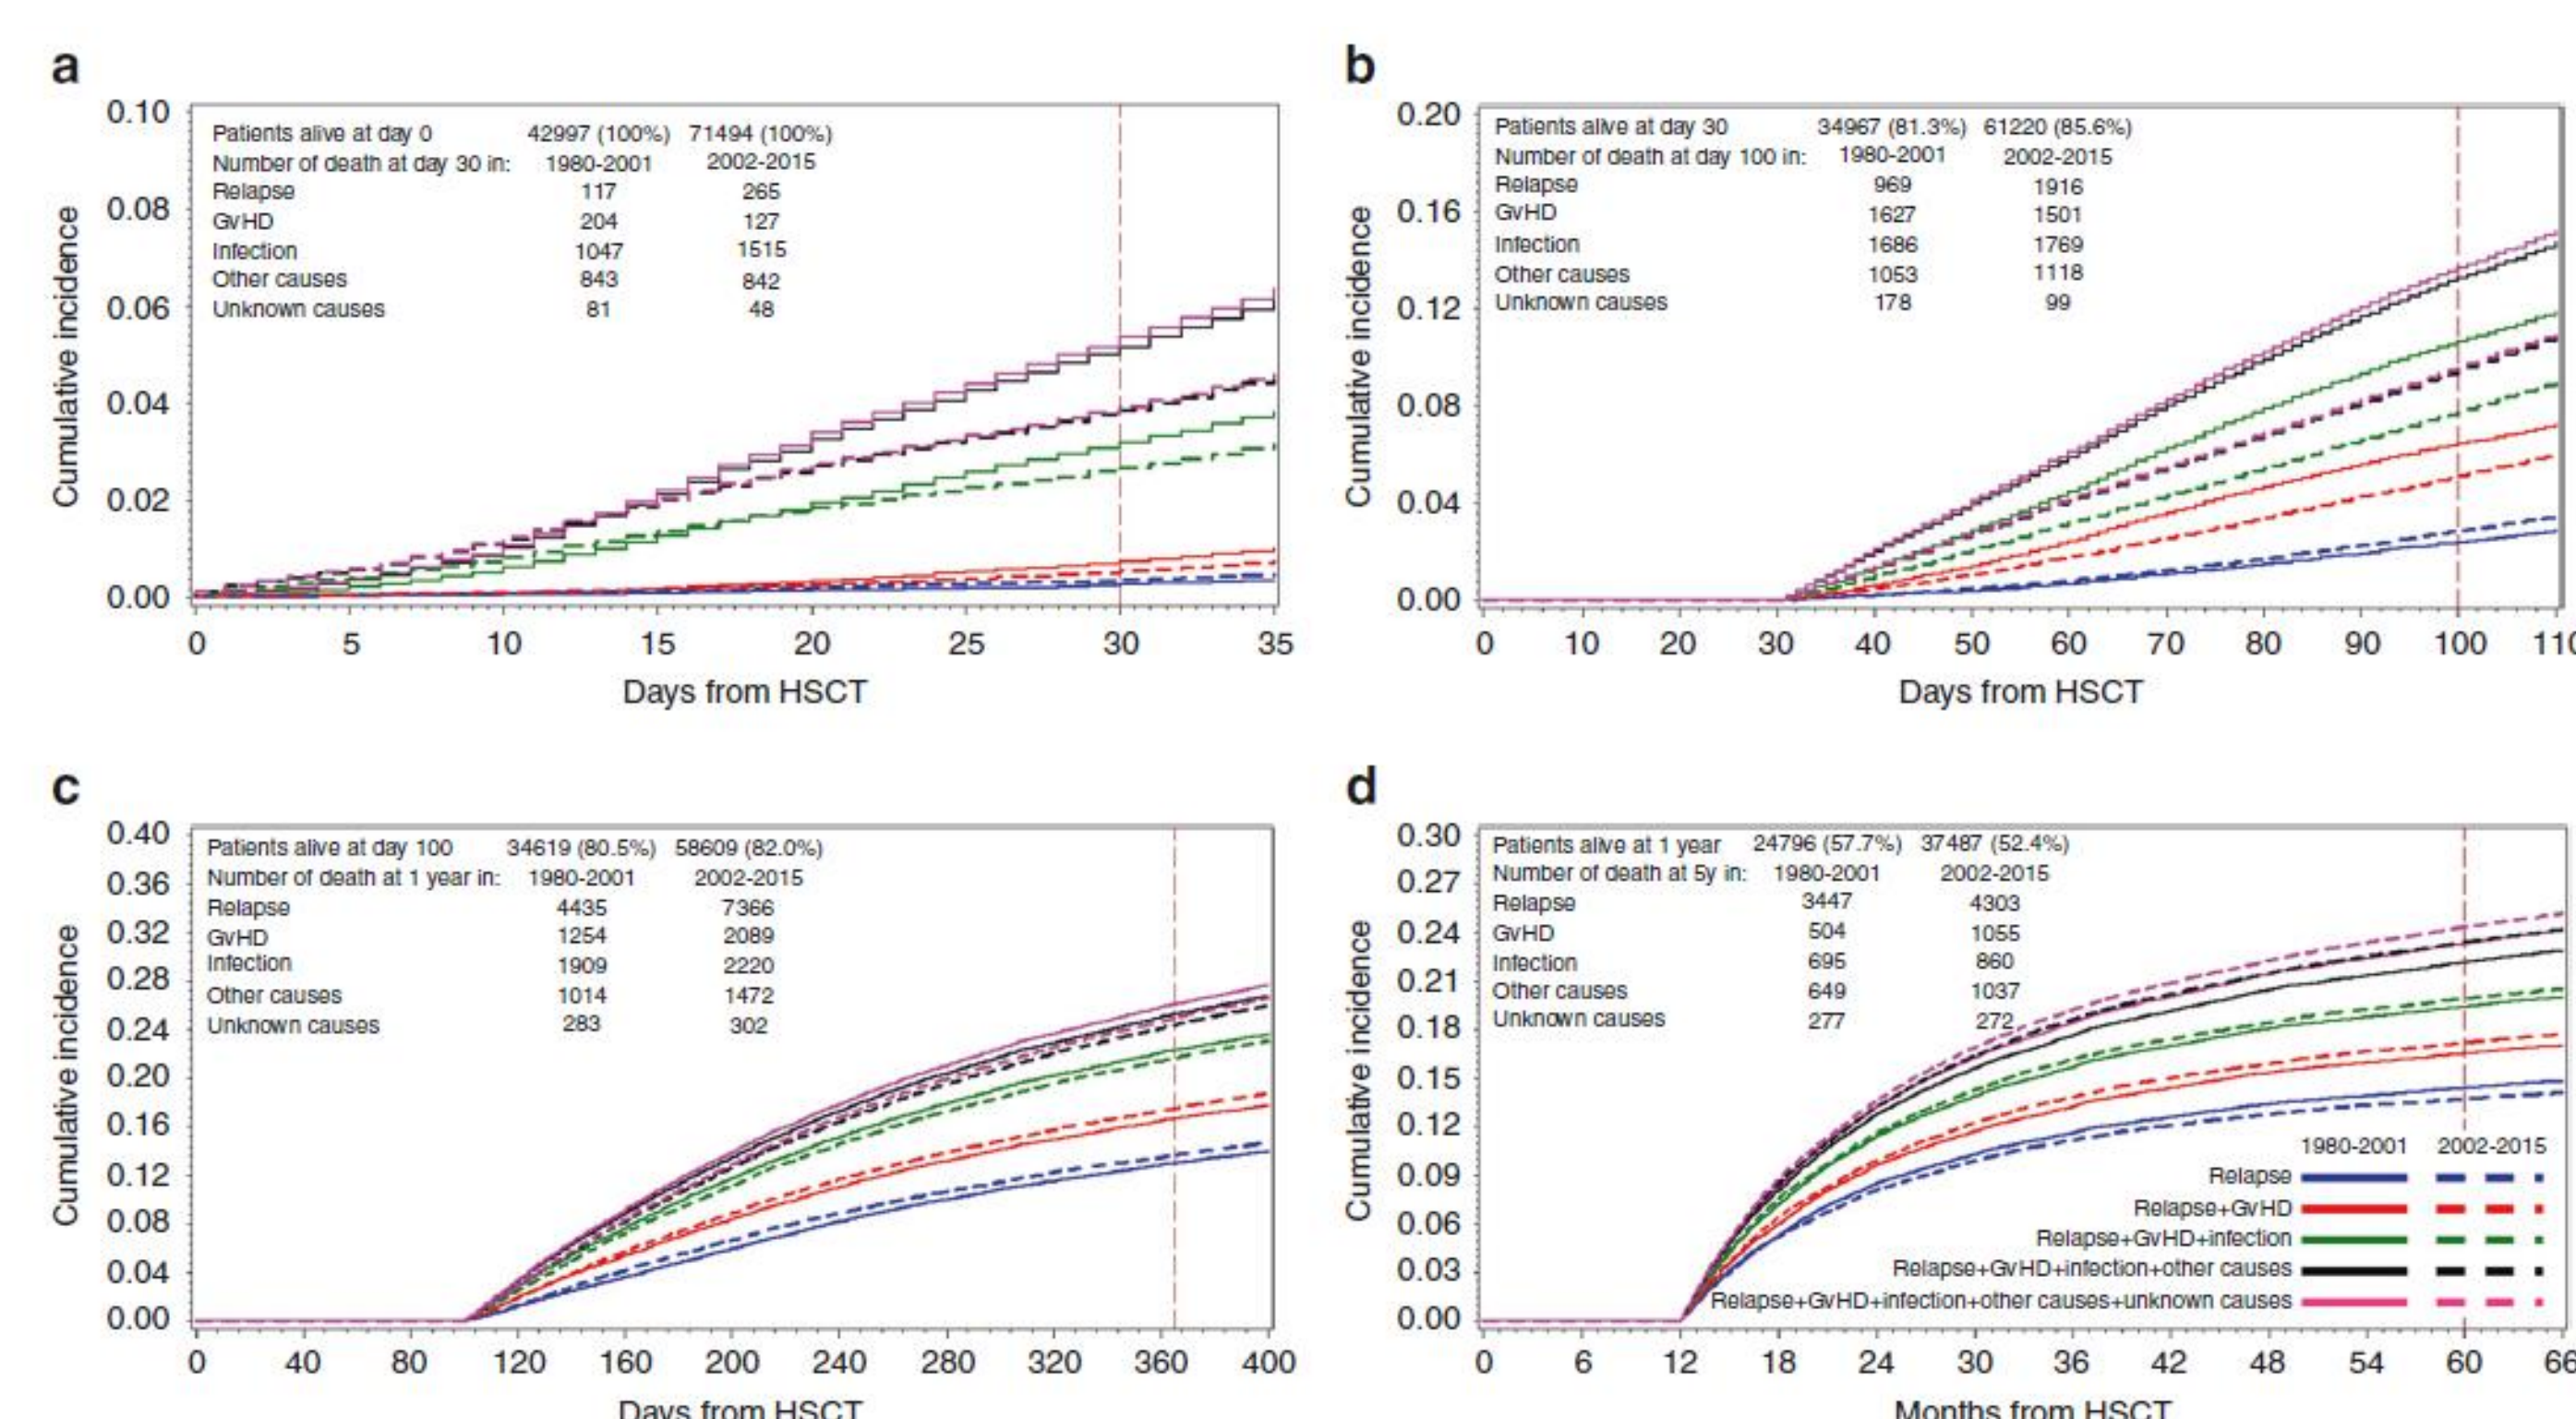 a
0.10
0.08
0.06
0.04
0.02
0.00
Cumulative incidence
Patients alive at day 0 42997 (100%) 71494 (100%)
Number of death at day 30 in: 1980-2001 2002-2015
Relapse 117 265
GvHD 204 127
Infection 1047 1515
Other causes 843 842
Unknown causes 81 48
0 5 10 15 20 25 30 35
Days from HSCT
b
0.20
0.16
0.12
0.08
0.04
0.00
Cumulative incidence
Patients alive at day 30 34967 (81.3%) 61220 (85.6%)
Number of death at day 100 in: 1980-2001 2002-2015
Relapse 969 1916
GvHD 1627 1501
Infection 1686 1769
Other causes 1053 1118
Unknown causes 178 99
0 10 20 30 40 50 60 70 80 90 100 110
Days from HSCT
c
0.40
0.36
0.32
0.28
0.24
0.20
0.16
0.12
0.08
0.04
0.00
Cumulative incidence
Patients alive at day 100 34619 (80.5%) 58609 (82.0%)
Number of death at 1 year in: 1980-2001 2002-2015
Relapse 4435 7366
GvHD 1254 2089
Infection 1909 2220
Other causes 1014 1472
Unknown causes 283 302
0 40 80 120 160 200 240 280 320 360 400
Days from HSCT
d
0.30
0.27
0.24
0.21
0.18
0.15
0.12
0.09
0.06
0.03
0.00
Cumulative incidence
Patients alive at 1 year 24796 (57.7%) 37487 (52.4%)
Number of death at 5y in: 1980-2001 2002-2015
Relapse 3447 4303
GvHD 504 1055
Infection 695 860
Other causes 649 1037
Unknown causes 277 272
1980-2001 2002-2015
Relapse
Relapse+GvHD
Relapse+GvHD+infection
Relapse+GvHD+infection+other causes
Relapse+GvHD+infection+other causes+unknown causes
0 6 12 18 24 30 36 42 48 54 60 66
Months from HSCT